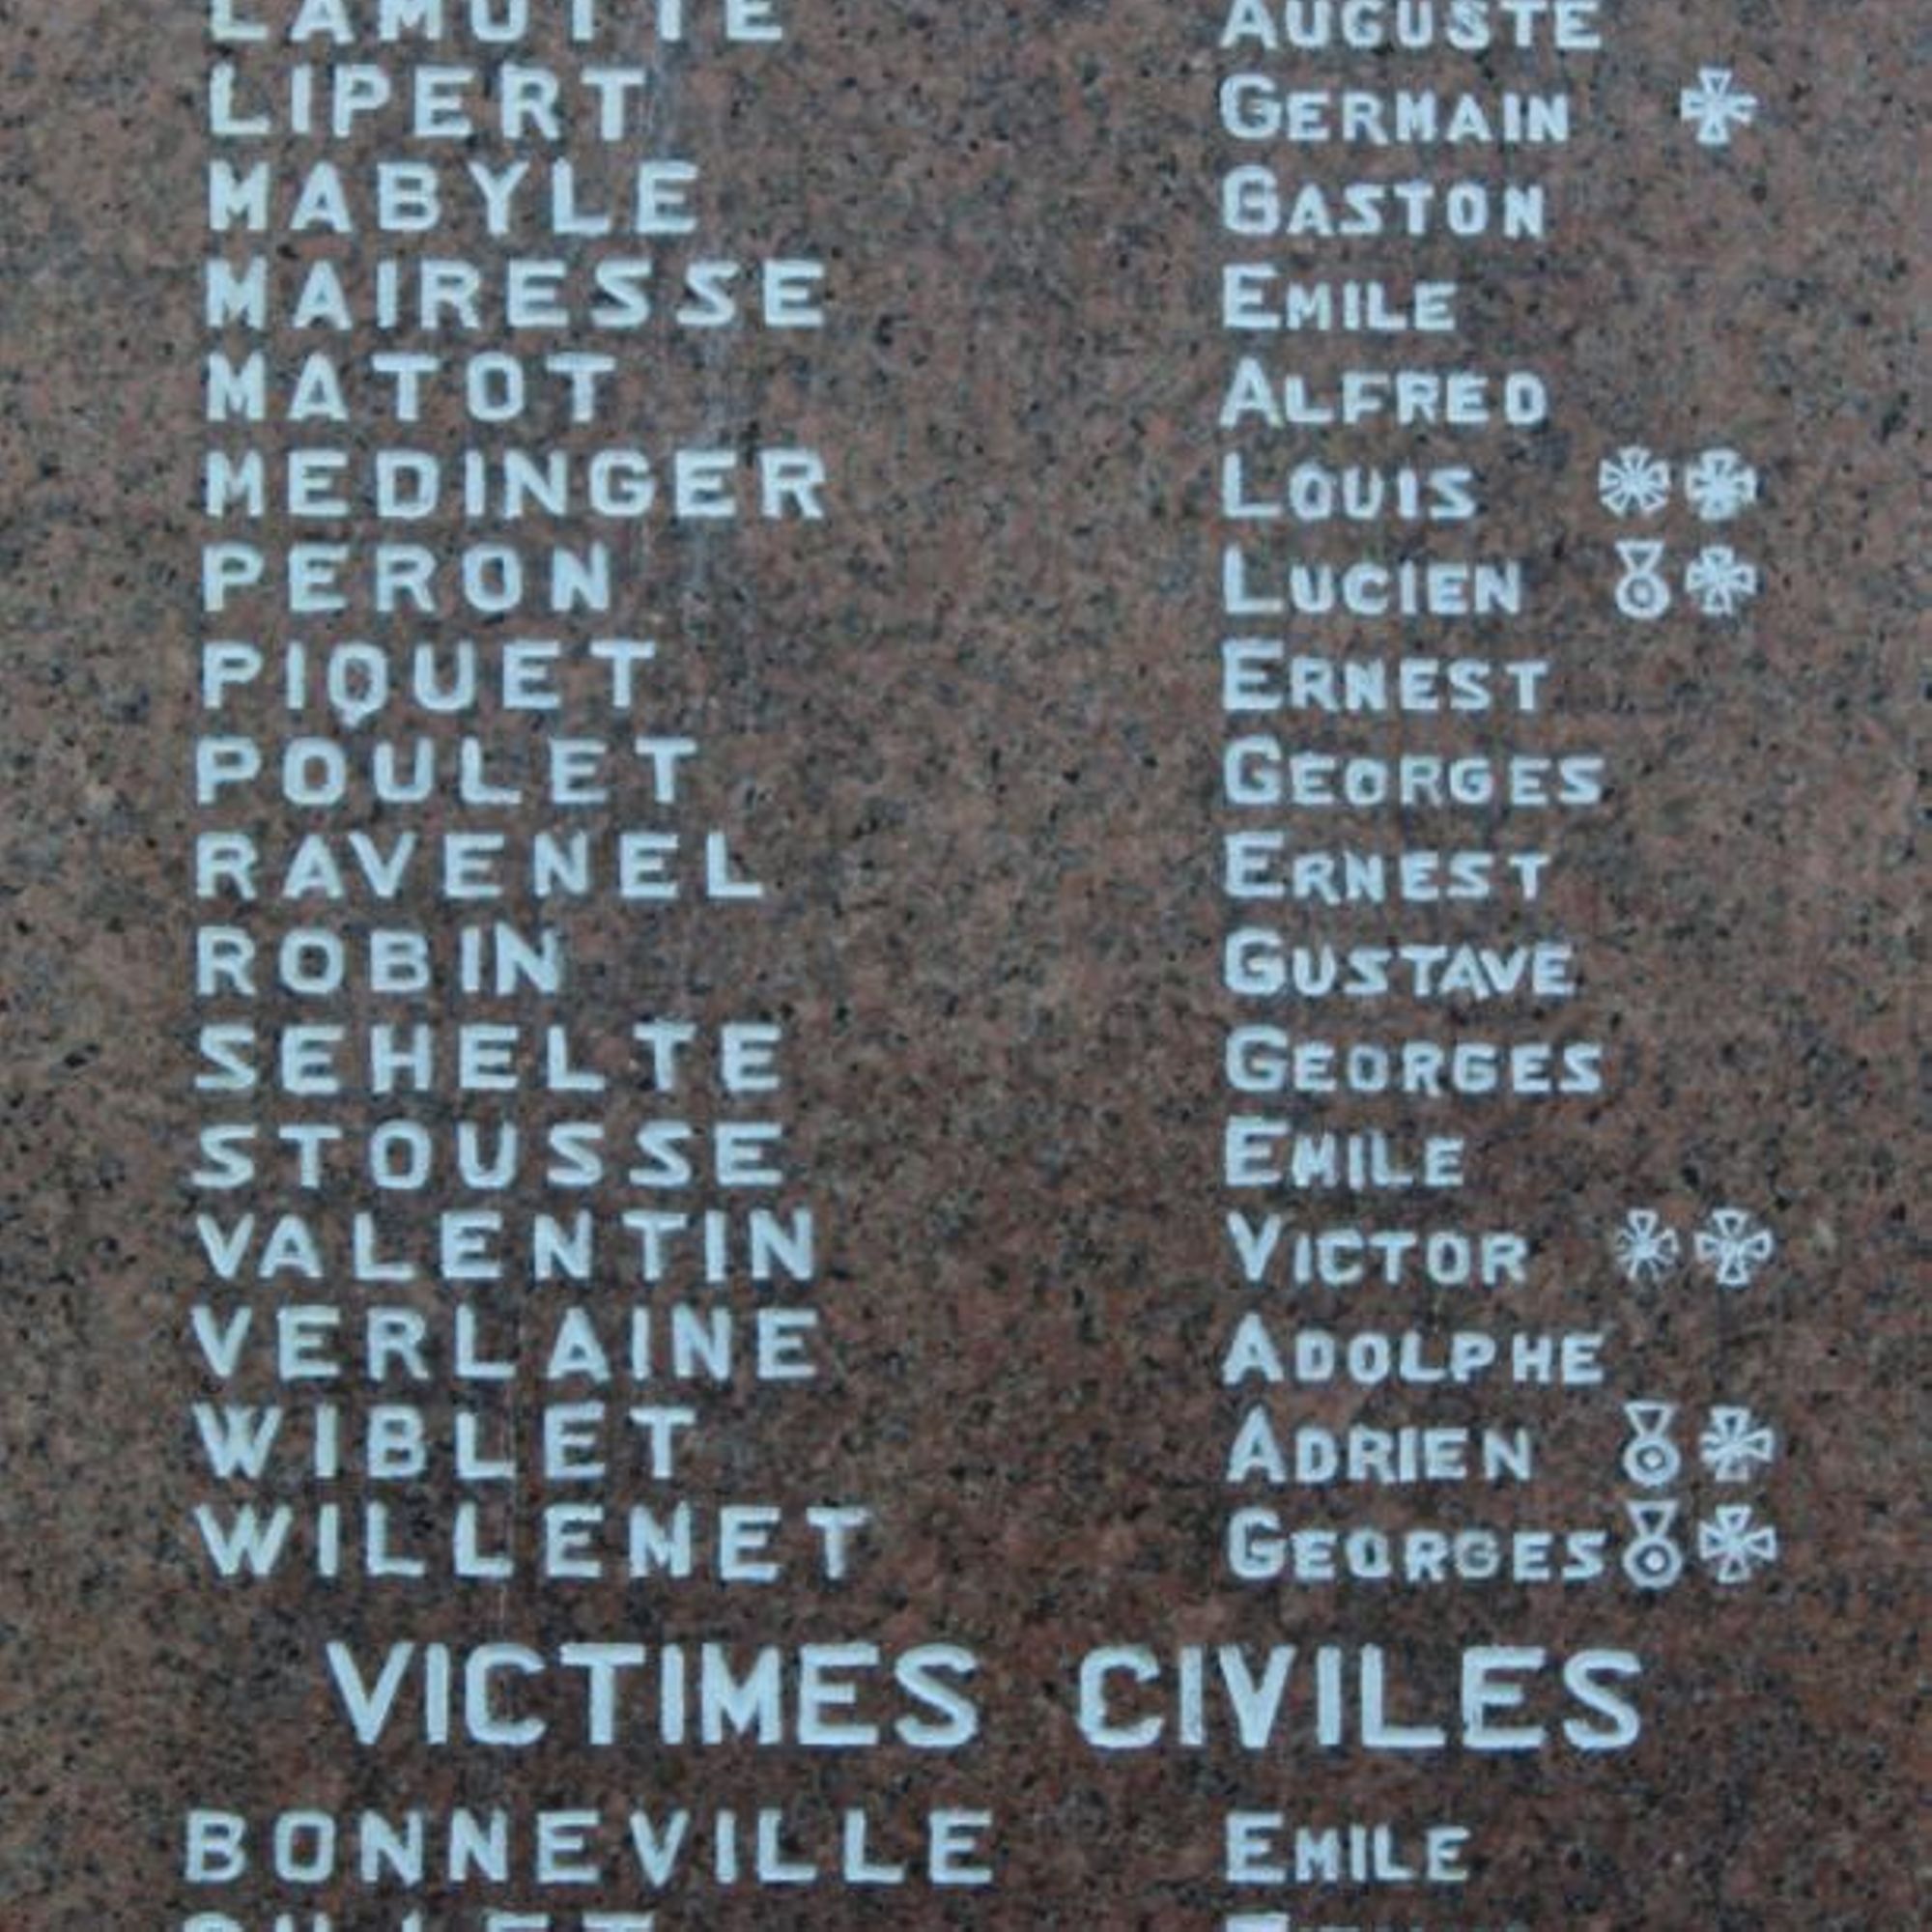 LAMOTTE AUGUSTE
LIPERT GERMAIN
MABYLE GASTON
MAIRESSE EMILE
MATOT ALFRED
MEDINGER LOUIS
PERON LUCIEN
PIQUET ERNEST
POULET GEORGES
RAVENEL ERNEST
ROBIN GUSTAVE
SEHELTE GEORGES
STOUSSE EMILE
VALENTIN VICTOR
VERLAINE ADOLPHE
WIBLET ADRIEN
WILLEMET GEORGES
VICTIMES CIVILES
BONNEVILLE EMILE